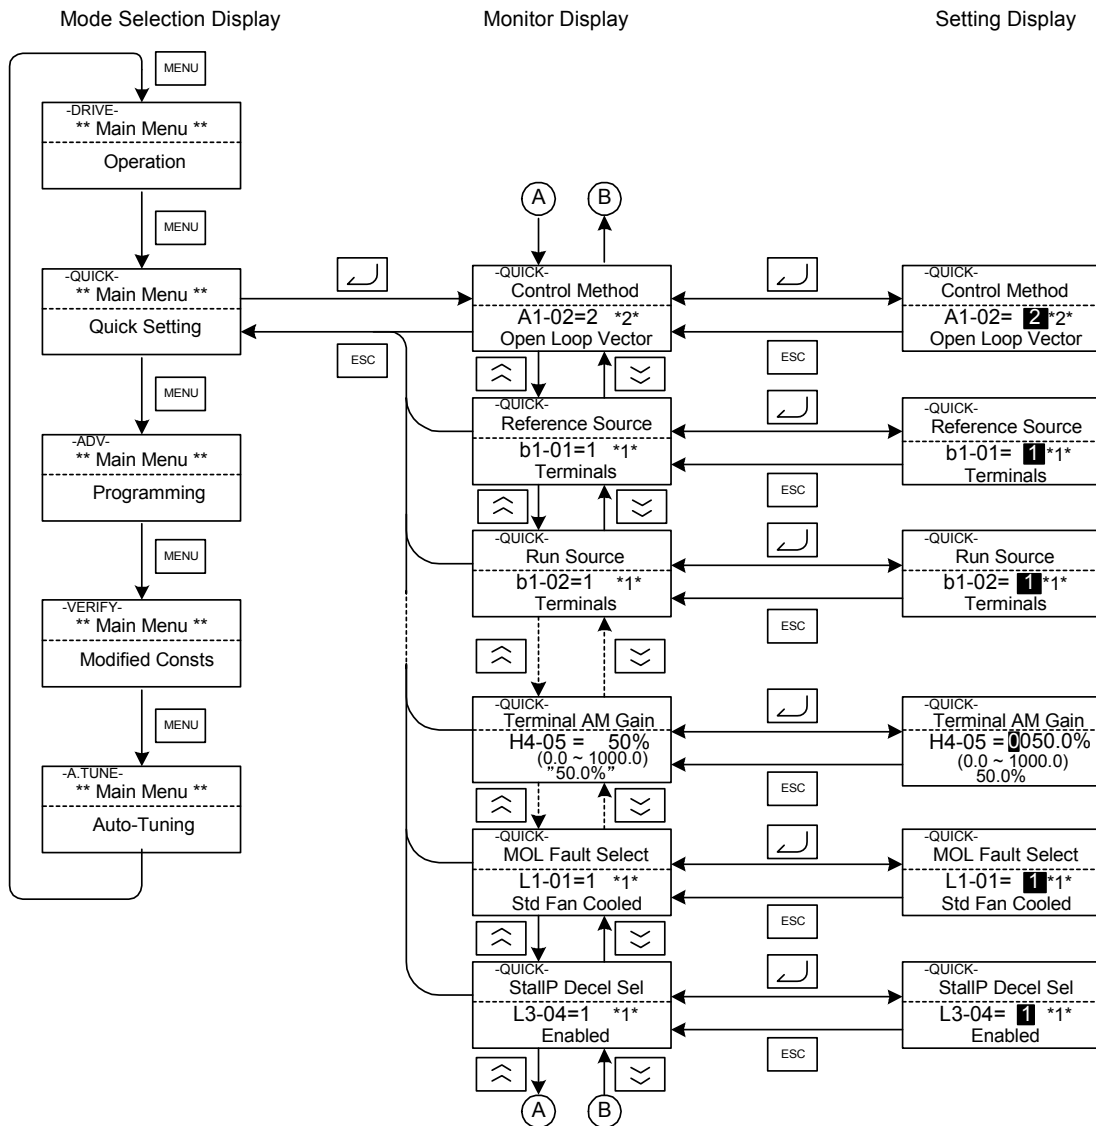 Mode Selection Display
Monitor Display
Setting Display
MENU
-DRIVE-
** Main Menu **
Operation
MENU
-QUICK-
** Main Menu **
Quick Setting
MENU
-ADV-
** Main Menu **
Programming
MENU
-VERIFY-
** Main Menu **
Modified Consts
MENU
-A.TUNE-
** Main Menu **
Auto-Tuning
ESC
A
B
-QUICK-
Control Method
A1-02=2 *2*
Open Loop Vector
-QUICK-
Reference Source
b1-01=1 *1*
Terminals
-QUICK-
Run Source
b1-02=1 *1*
Terminals
-QUICK-
Terminal AM Gain
H4-05 = 50%
(0.0 ~ 1000.0)
"50.0%"
-QUICK-
MOL Fault Select
L1-01=1 *1*
Std Fan Cooled
-QUICK-
StallP Decel Sel
L3-04=1 *1*
Enabled
A
B
ESC
ESC
ESC
ESC
ESC
ESC
-QUICK-
Control Method
A1-02= 2 *2*
Open Loop Vector
-QUICK-
Reference Source
b1-01= 1 *1*
Terminals
-QUICK-
Run Source
b1-02= 1 *1*
Terminals
-QUICK-
Terminal AM Gain
H4-05 = 0050.0%
(0.0 ~ 1000.0)
50.0%
-QUICK-
MOL Fault Select
L1-01= 1 *1*
Std Fan Cooled
-QUICK-
StallP Decel Sel
L3-04= 1 *1*
Enabled